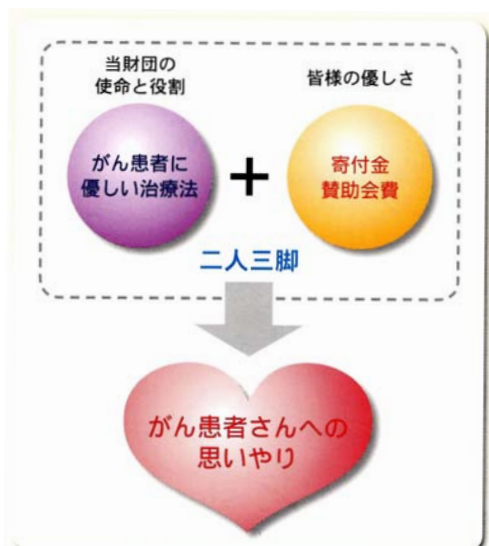 当財団の
使命と役割
皆様の優しさ
がん患者に
優しい治療法
+
寄付金
賛助会費
二人三脚
がん患者さんへの
思いやり